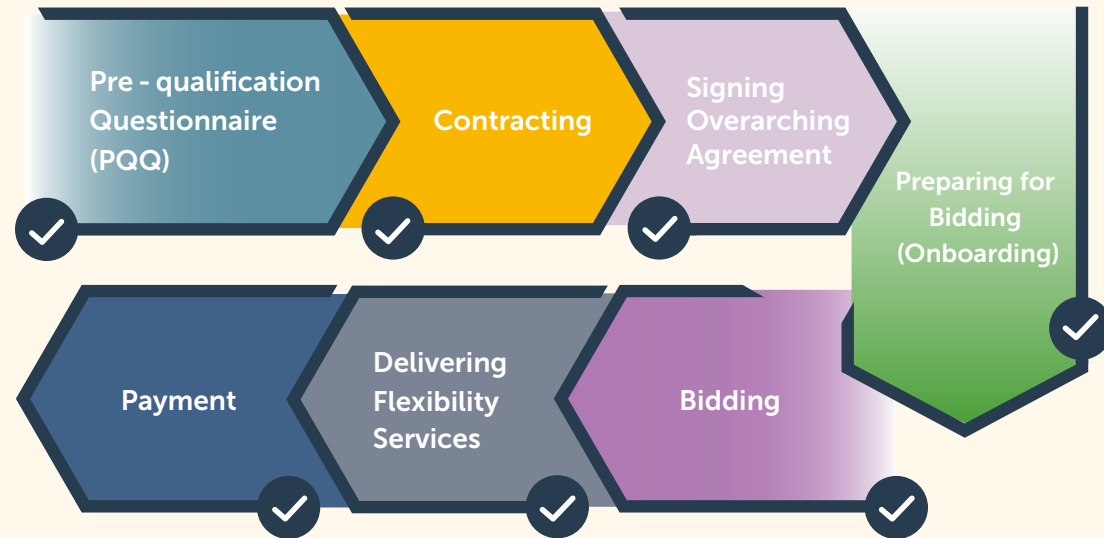 Pre - qualification
Questionnaire
(PQQ)
Contracting
Signing
Overarching
Agreement
Preparing for
Bidding
(Onboarding)
Bidding
Delivering
Flexibility
Services
Payment